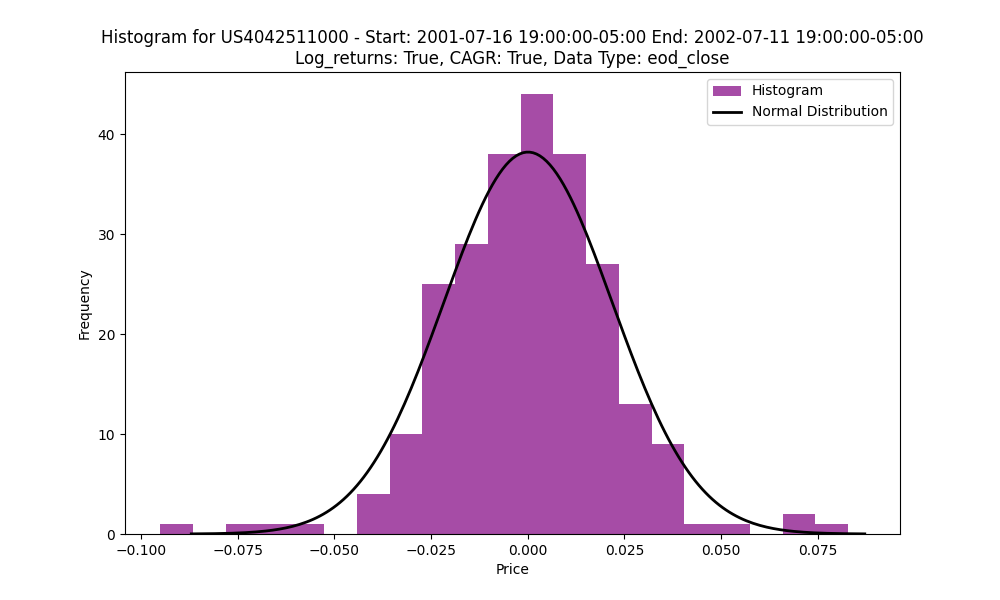 Histogram for US4042511000 - Start: 2001-07-16 19:00:00-05:00 End: 2002-07-11 19:00:00-05:00
Log_returns: True, CAGR: True, Data Type: eod_close
Histogram
Normal Distribution
Frequency
40
30
20
10
0
−0.100
−0.075
−0.050
−0.025
0.000
0.025
0.050
0.075
Price